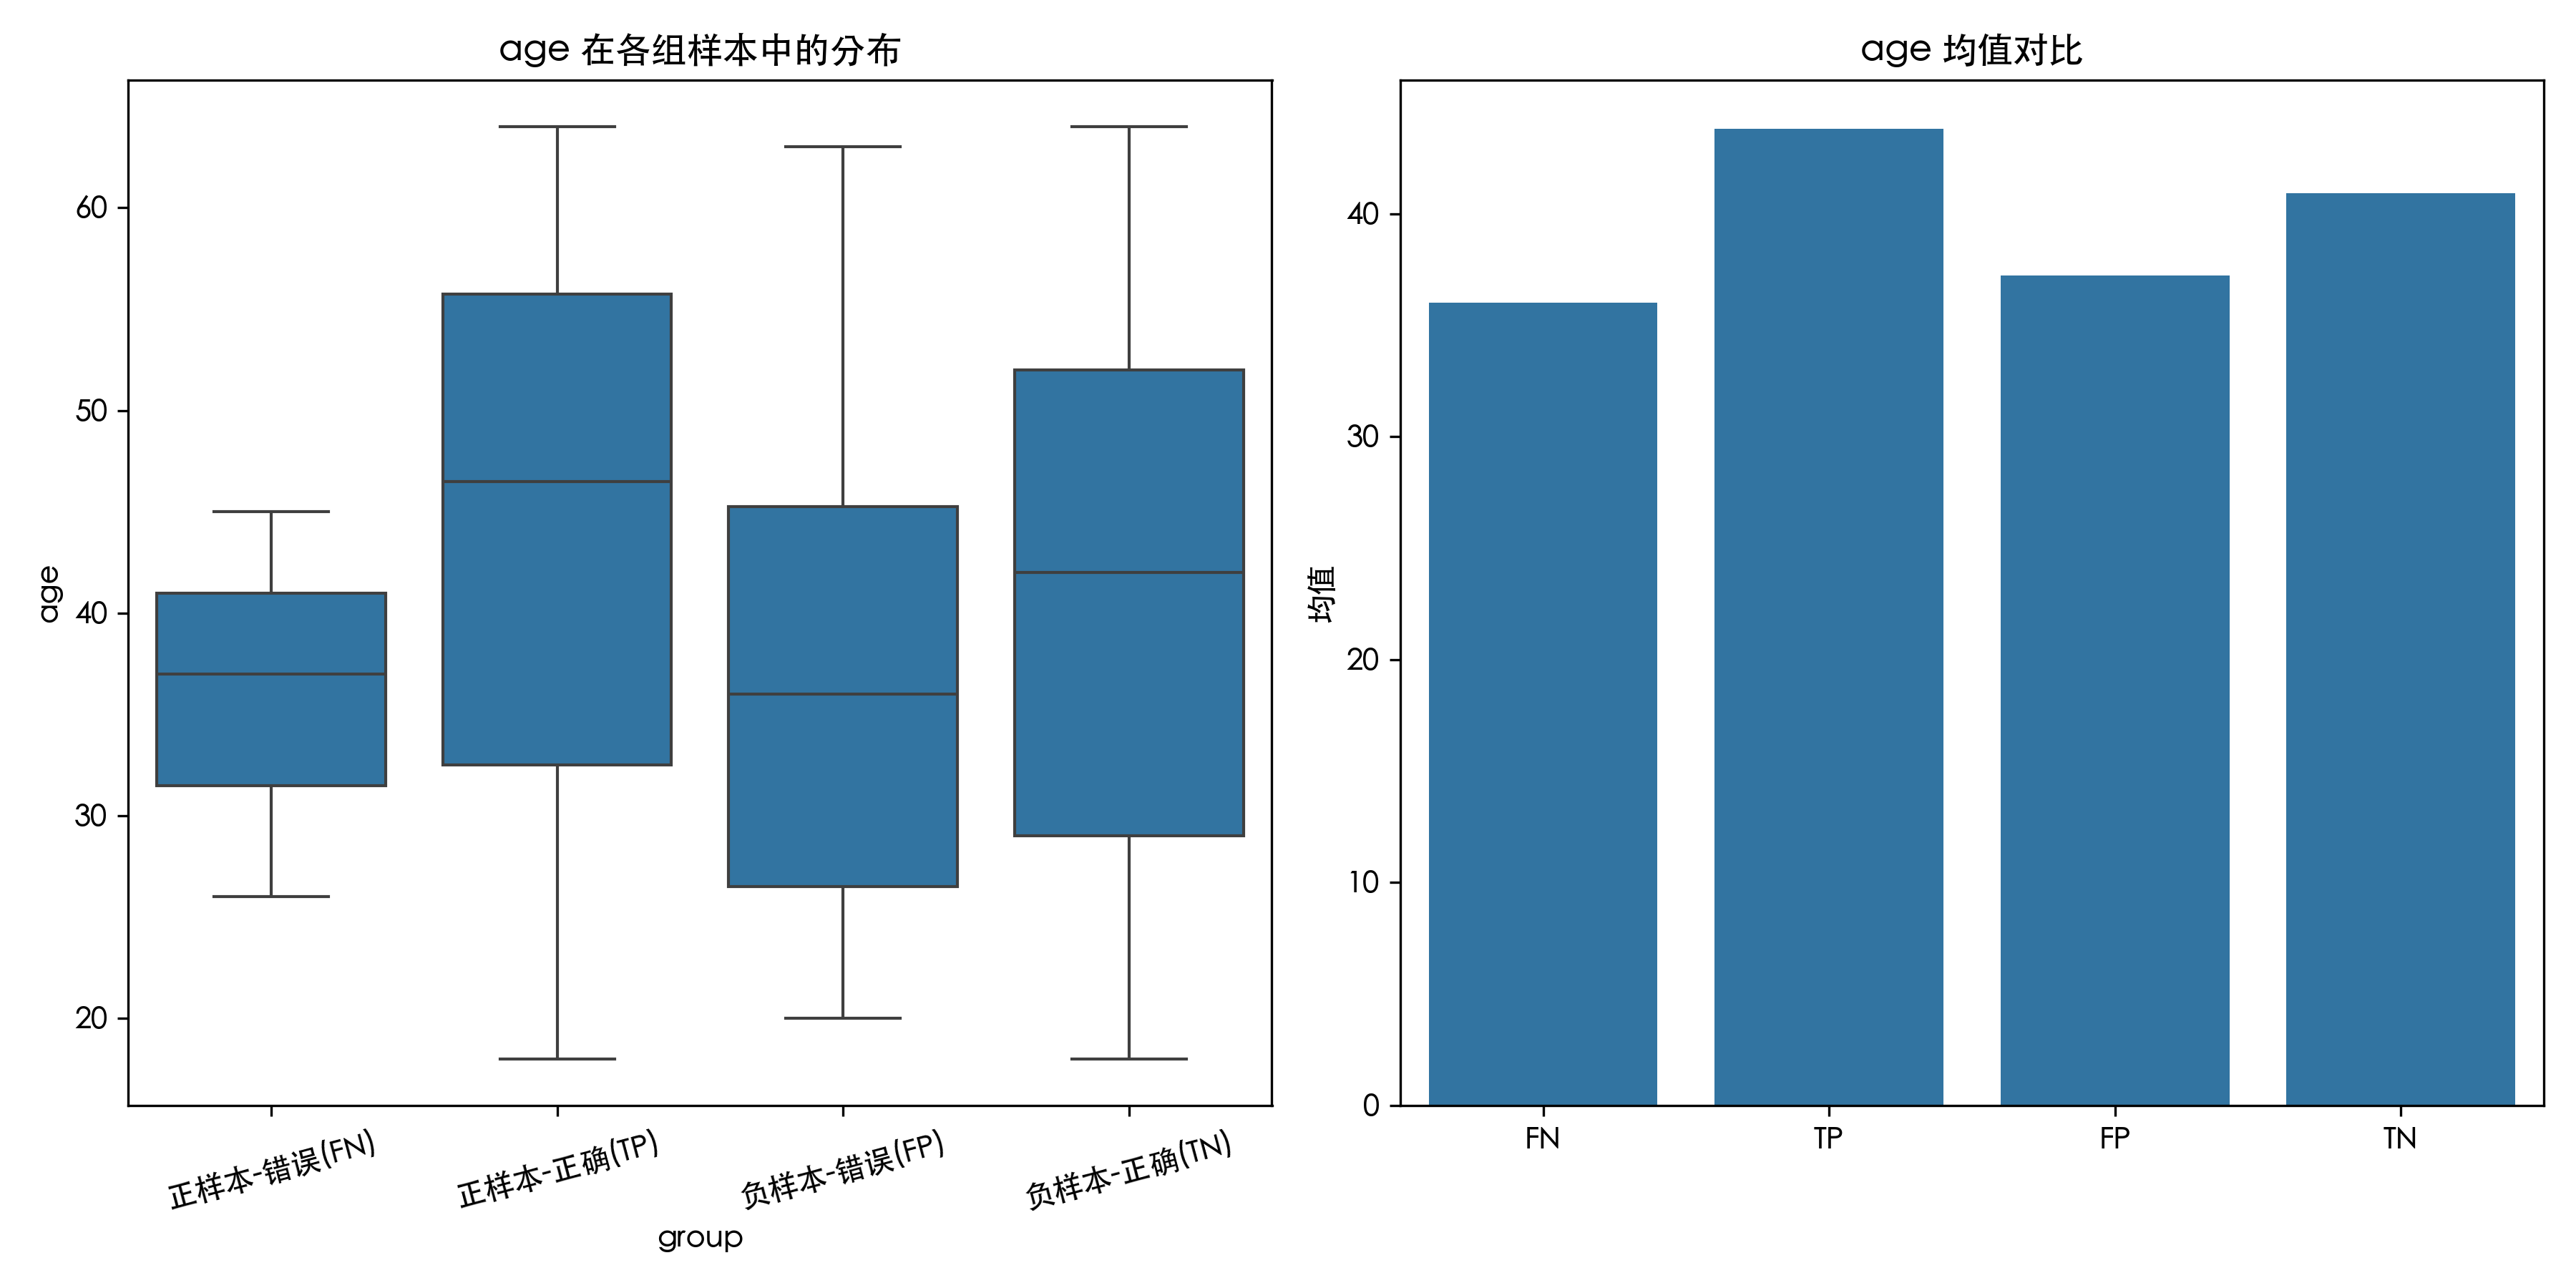 age 在各组样本中的分布
age
60
50
40
30
20
正样本-错误(FN)
正样本-正确(TP)
负样本-错误(FP)
负样本-正确(TN)
group
age 均值对比
均值
40
30
20
10
0
FN
TP
FP
TN